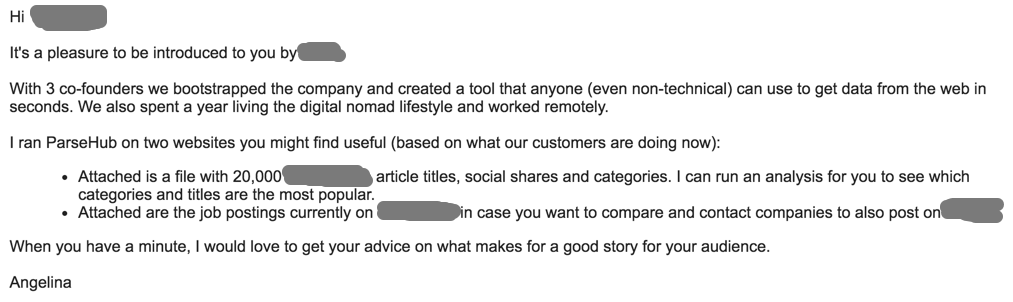 Hi
It's a pleasure to be introduced to you by
With 3 co-founders we bootstrapped the company and created a tool that anyone (even non-technical) can use to get data from the web in
seconds. We also spent a year living the digital nomad lifestyle and worked remotely.
I ran ParseHub on two websites you might find useful (based on what our customers are doing now):
• Attached is a file with 20,000 article titles, social shares and categories. I can run an analysis for you to see which
categories and titles are the most popular.
• Attached are the job postings currently on in case you want to compare and contact companies to also post on
When you have a minute, I would love to get your advice on what makes for a good story for your audience.
Angelina